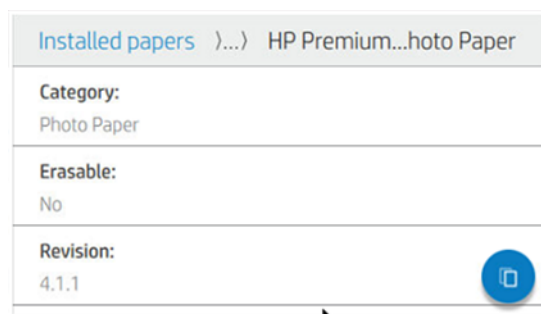 Installed papers 〉...〉 HP Premium...hoto Paper
Category:
Photo Paper
Erasable:
No
Revision:
4.1.1